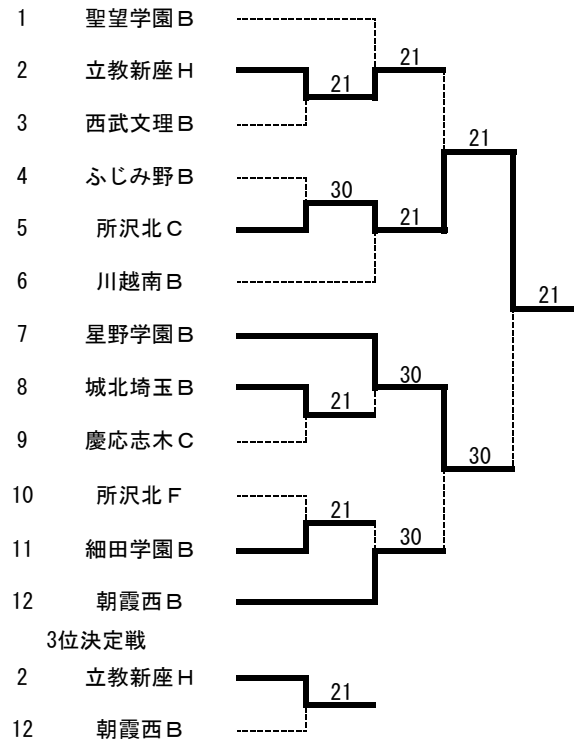 1 聖望学園Ｂ
21
2 立教新座Ｈ
21
3 西武文理Ｂ
21
4 ふじみ野Ｂ
30
5 所沢北Ｃ
21
6 川越南Ｂ
21
7 星野学園Ｂ
30
8 城北埼玉Ｂ
21
9 慶応志木Ｃ
30
10 所沢北Ｆ
21
11 細田学園Ｂ
30
12 朝霞西Ｂ
3位決定戦
2 立教新座Ｈ
21
12 朝霞西Ｂ